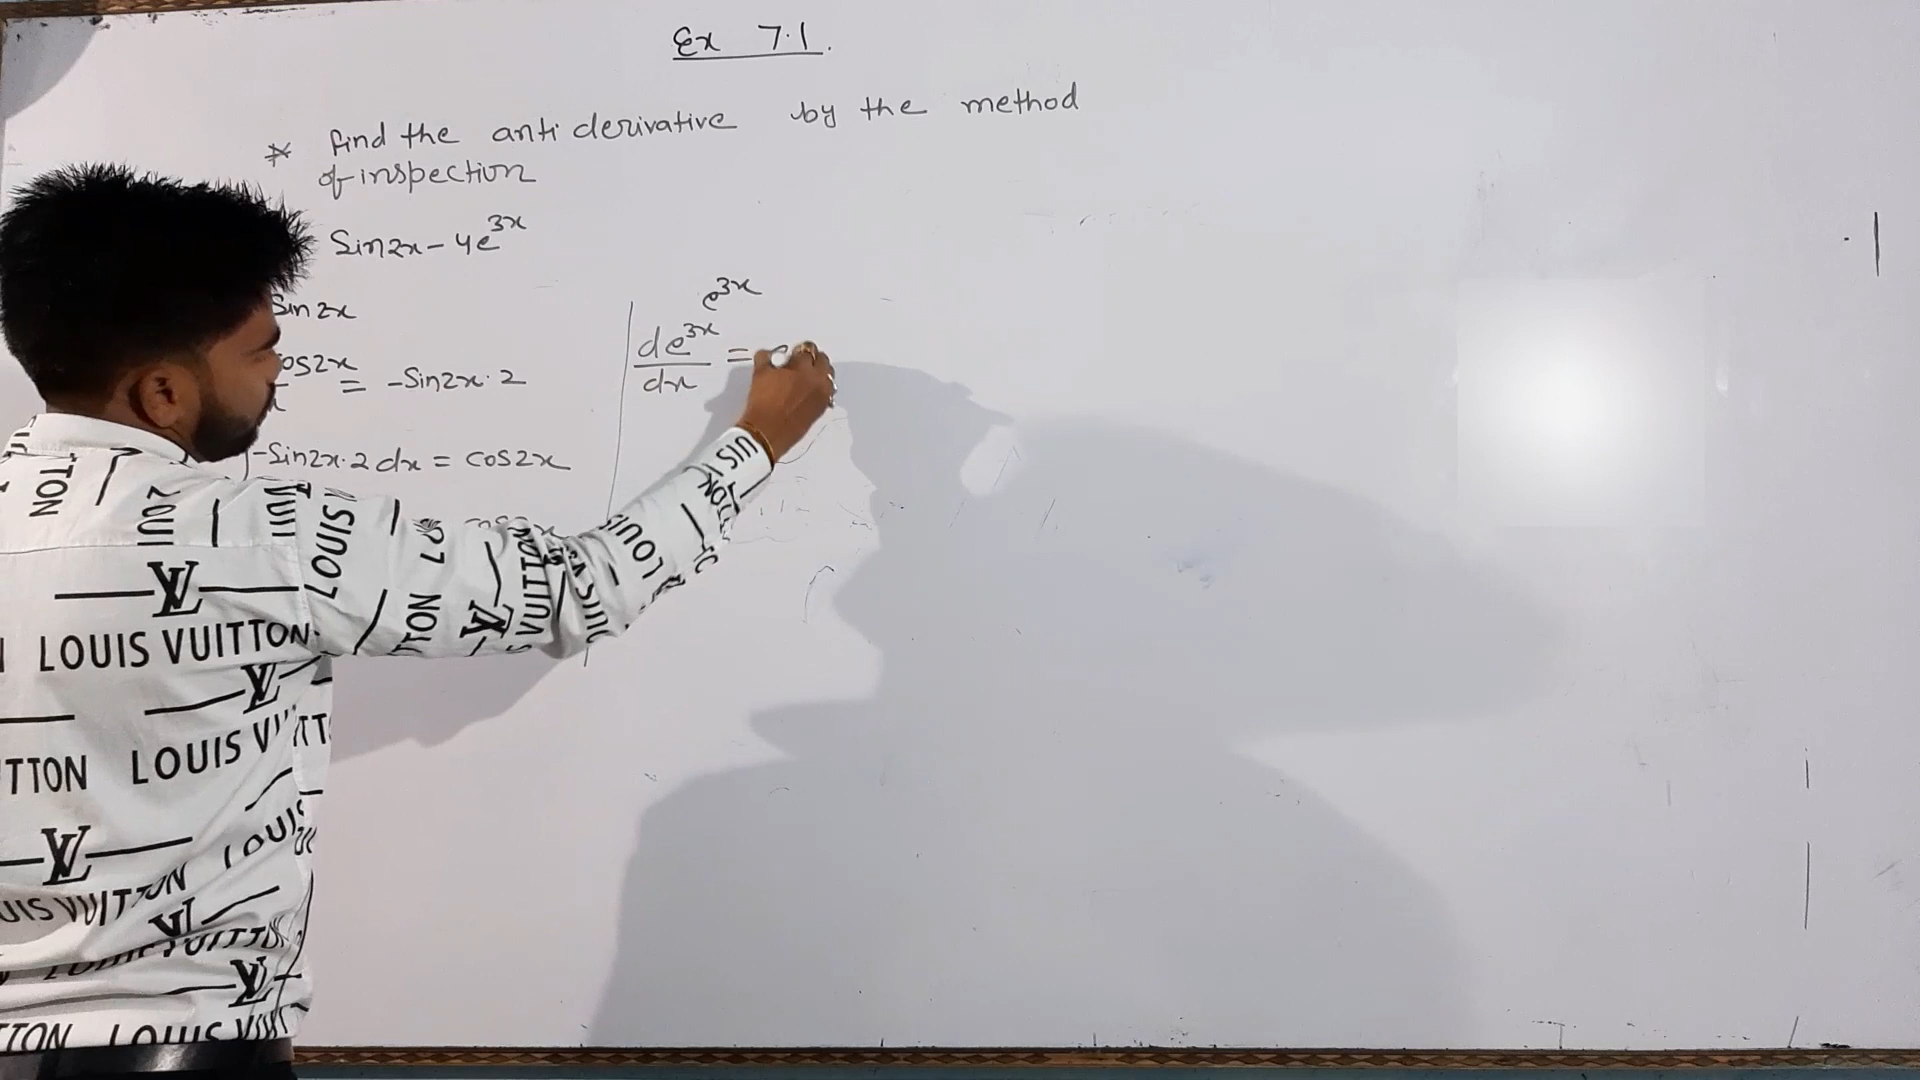 Ex 7.1.
* find the anti derivative by the method
of inspection
Sin2x - 4e^3x
Sin 2x
cos2x = -Sin2x·2
-Sin2x·2 dx = cos2x
e^3x
de^3x =
dx
LOUIS VUITTON
LOUIS